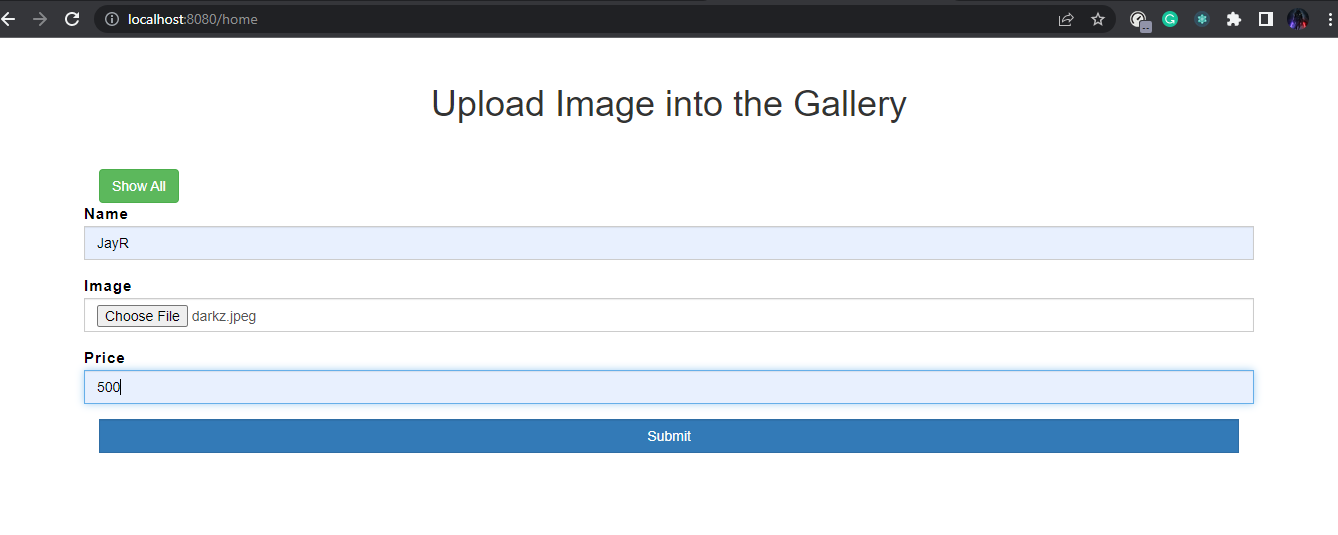 localhost:8080/home
Upload Image into the Gallery
Show All
Name
JayR
Image
Choose File darkz.jpeg
Price
500
Submit